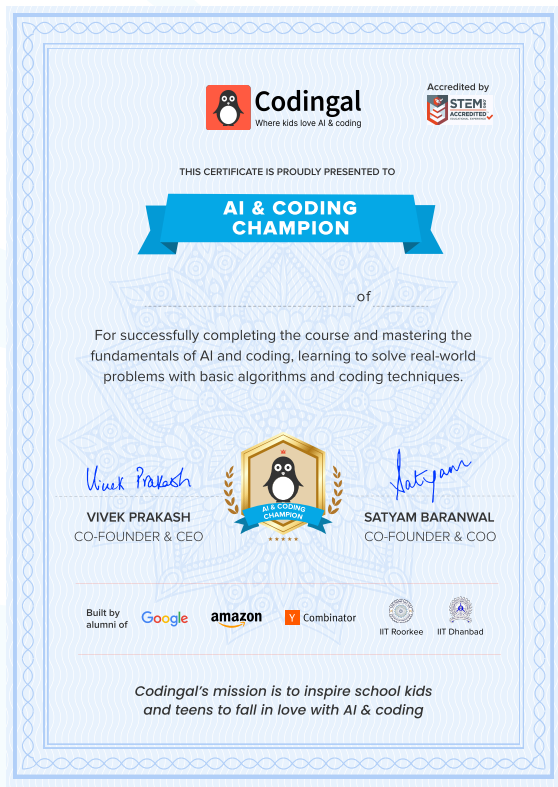 Codingal
Where kids love AI & coding
Accredited by
STEM.ORG
ACCREDITED
EDUCATIONAL EXPERIENCE
THIS CERTIFICATE IS PROUDLY PRESENTED TO
AI & CODING
CHAMPION
of
For successfully completing the course and mastering the
fundamentals of AI and coding, learning to solve real-world
problems with basic algorithms and coding techniques.
Vivek Prakash
Satyam
AI & CODING
CHAMPION
VIVEK PRAKASH
SATYAM BARANWAL
CO-FOUNDER & CEO
CO-FOUNDER & COO
Built by
alumni of
Google
amazon
Y Combinator
IIT Roorkee
IIT Dhanbad
Codingal's mission is to inspire school kids
and teens to fall in love with AI & coding